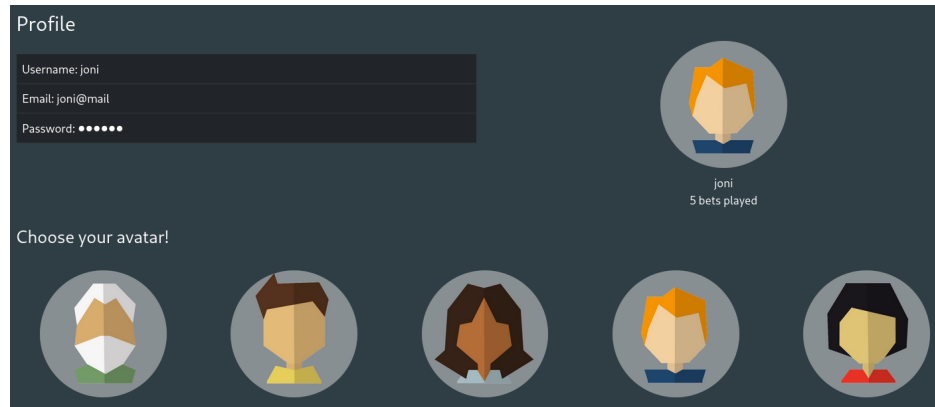 Profile
Username: joni
Email: joni@mail
Password: ●●●●●●
joni
5 bets played
Choose your avatar!